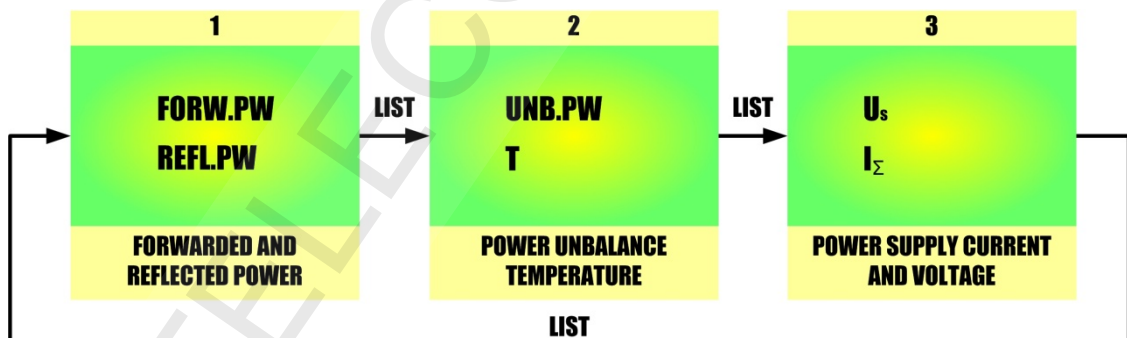 1
FORW.PW
REFL.PW
FORWARDED AND
REFLECTED POWER
LIST
2
UNB.PW
T
POWER UNBALANCE
TEMPERATURE
LIST
3
Us
IΣ
POWER SUPPLY CURRENT
AND VOLTAGE
LIST